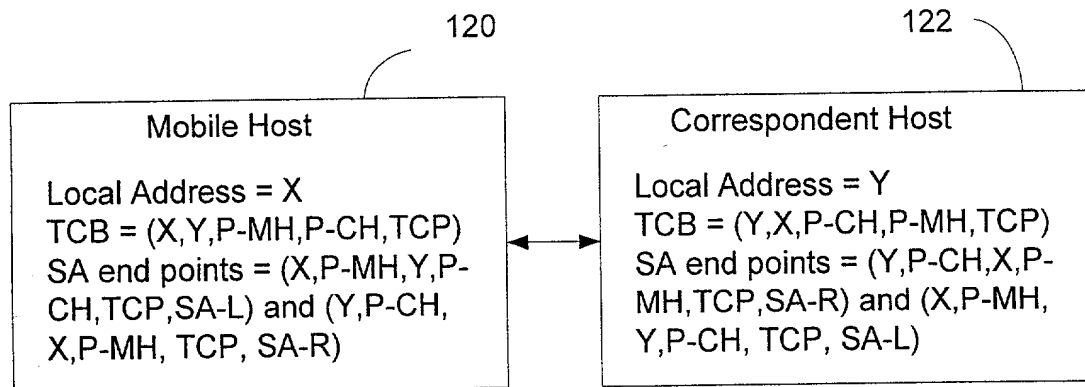 120
122
Mobile Host
Local Address = X
TCB = (X,Y,P-MH,P-CH,TCP)
SA end points = (X,P-MH,Y,P-
CH,TCP,SA-L) and (Y,P-CH,
X,P-MH, TCP, SA-R)
Correspondent Host
Local Address = Y
TCB = (Y,X,P-CH,P-MH,TCP)
SA end points = (Y,P-CH,X,P-
MH,TCP,SA-R) and (X,P-MH,
Y,P-CH, TCP, SA-L)